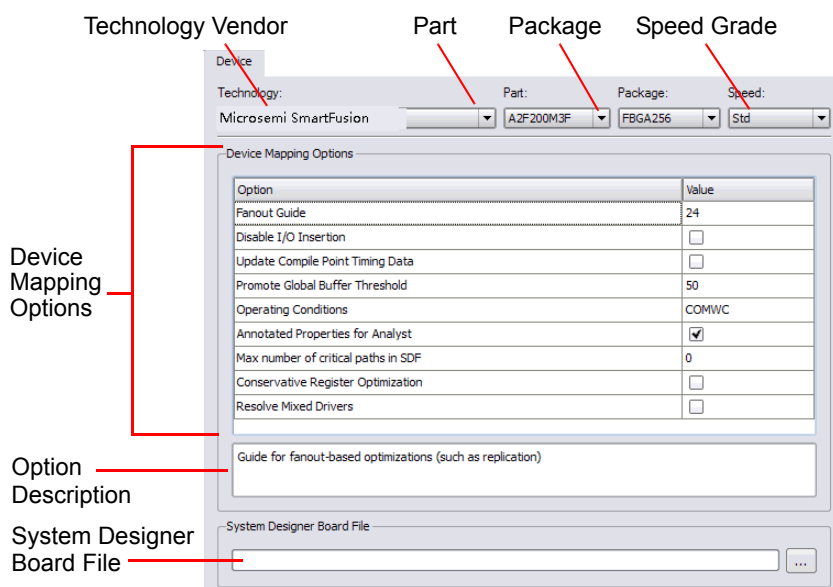 Technology Vendor Part Package Speed Grade
Device
Technology: Part: Package: Speed:
Microsemi SmartFusion A2F200M3F FBGA256 Std
Device Mapping Options
Option Value
Fanout Guide 24
Disable I/O Insertion
Update Compile Point Timing Data
Promote Global Buffer Threshold 50
Operating Conditions COMWC
Annotated Properties for Analyst
Max number of critical paths in SDF 0
Conservative Register Optimization
Resolve Mixed Drivers
Device
Mapping
Options
Guide for fanout-based optimizations (such as replication)
Option
Description
System Designer Board File
...
System Designer
Board File